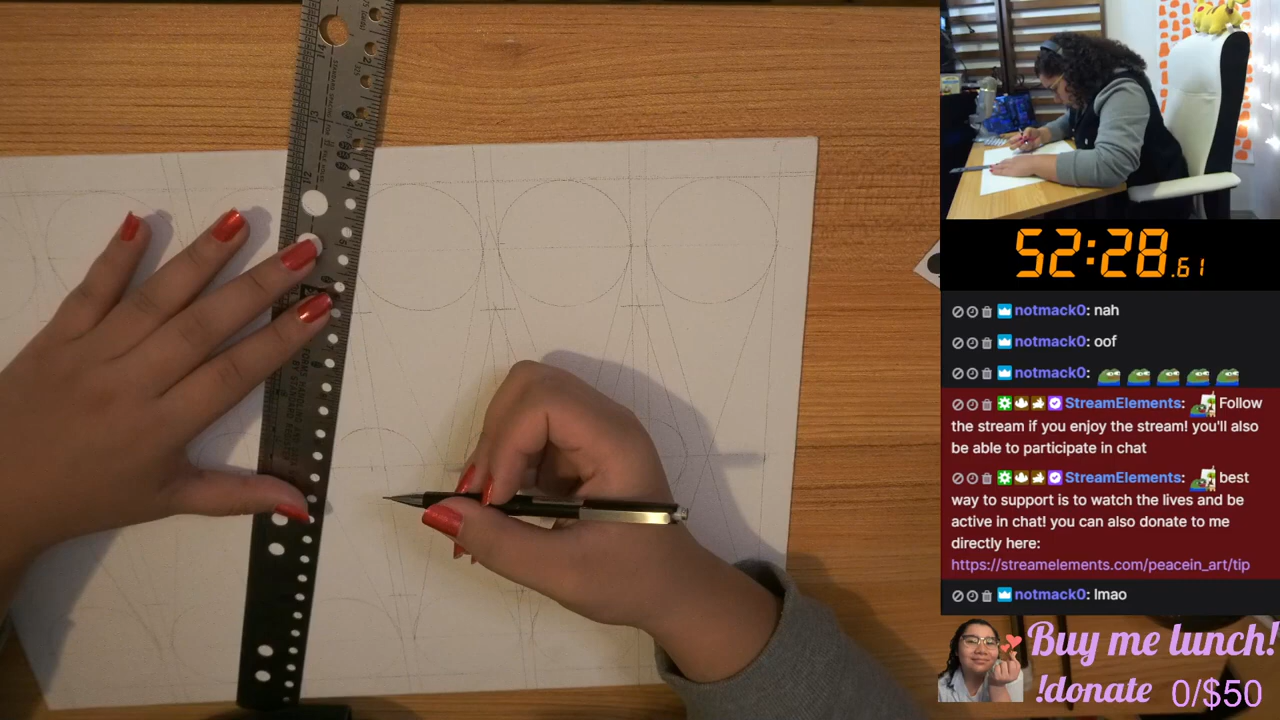 52:28.61
notmack0: nah
notmack0: oof
notmack0:
StreamElements: Follow
the stream if you enjoy the stream! you'll also
be able to participate in chat
StreamElements: best
way to support is to watch the lives and be
active in chat! you can also donate to me
directly here:
https://streamelements.com/peacein_art/tip
notmack0: lmao
Buy me lunch!
!donate 0/$50